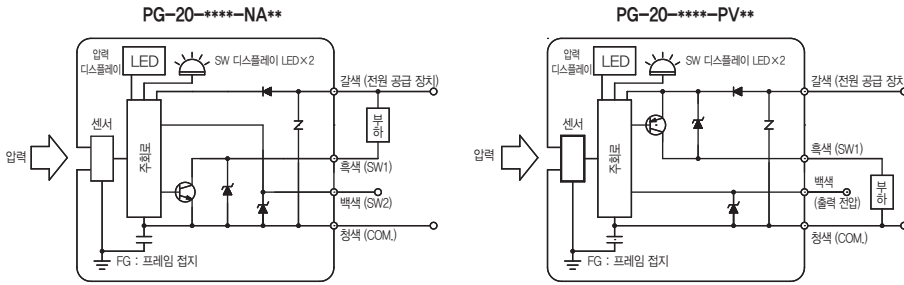 PG-20-****-NA**
압력
디스플레이
LED
SW 디스플레이 LED×2
갈색 (전원 공급 장치)
센서
주회로
부하
압력
흑색 (SW1)
백색 (SW2)
청색 (COM.)
FG : 프레임 접지
PG-20-****-PV**
압력
디스플레이
LED
SW 디스플레이 LED×2
갈색 (전원 공급 장치
센서
주회로
압력
흑색 (SW1)
백색
(출력 전압)
부하
청색 (COM.)
FG : 프레임 접지